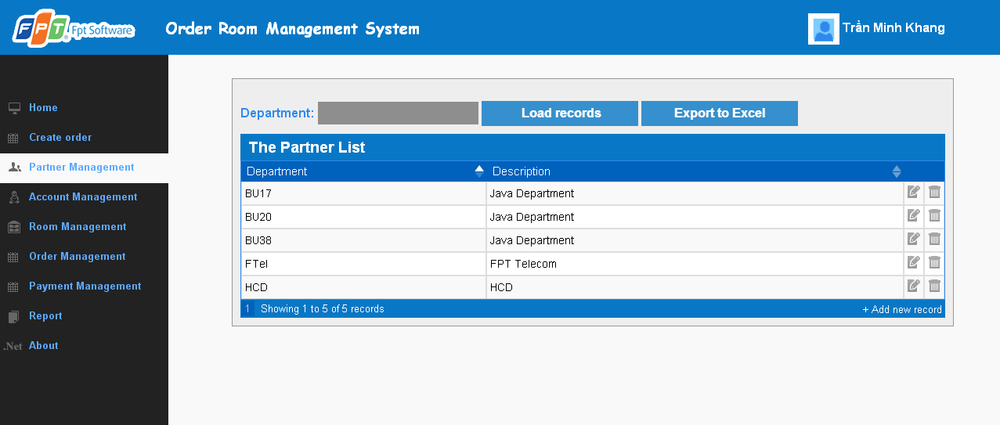 FPT Fpt Software
Order Room Management System
Trần Minh Khang
Home
Create order
Partner Management
Account Management
Room Management
Order Management
Payment Management
Report
.Net About
Department: Load records Export to Excel
The Partner List
Department Description
BU17 Java Department
BU20 Java Department
BU38 Java Department
FTel FPT Telecom
HCD HCD
1 Showing 1 to 5 of 5 records + Add new record